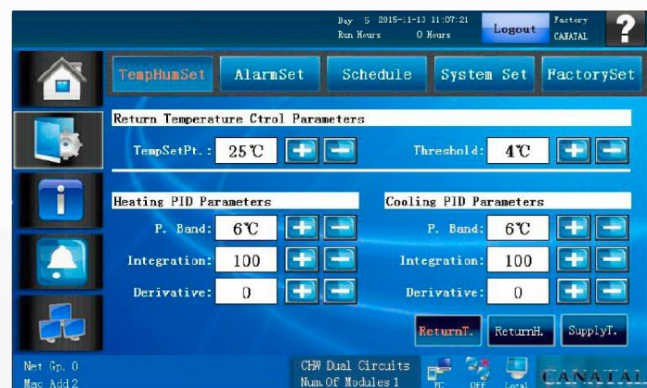 Day 5 2015-11-13 11:07:21
Run Hours 0 Hours
Logout
Factory
CANATAL
?
TempHumSet AlarmSet Schedule System Set FactorySet
Return Temperature Ctrol Parameters
TempSetPt.: 25℃ + - Threshold: 4℃ + -
Heating PID Parameters Cooling PID Parameters
P. Band: 6℃ + - P. Band: 6℃ + -
Integration: 100 + - Integration: 100 + -
Derivative: 0 + - Derivative: 0 + -
ReturnT. ReturnH. SupplyT.
Net Gp. 0
Mac Add 2
CHW Dual Circuits
Num.Of Modules 1
PC Off Local
CANATAL